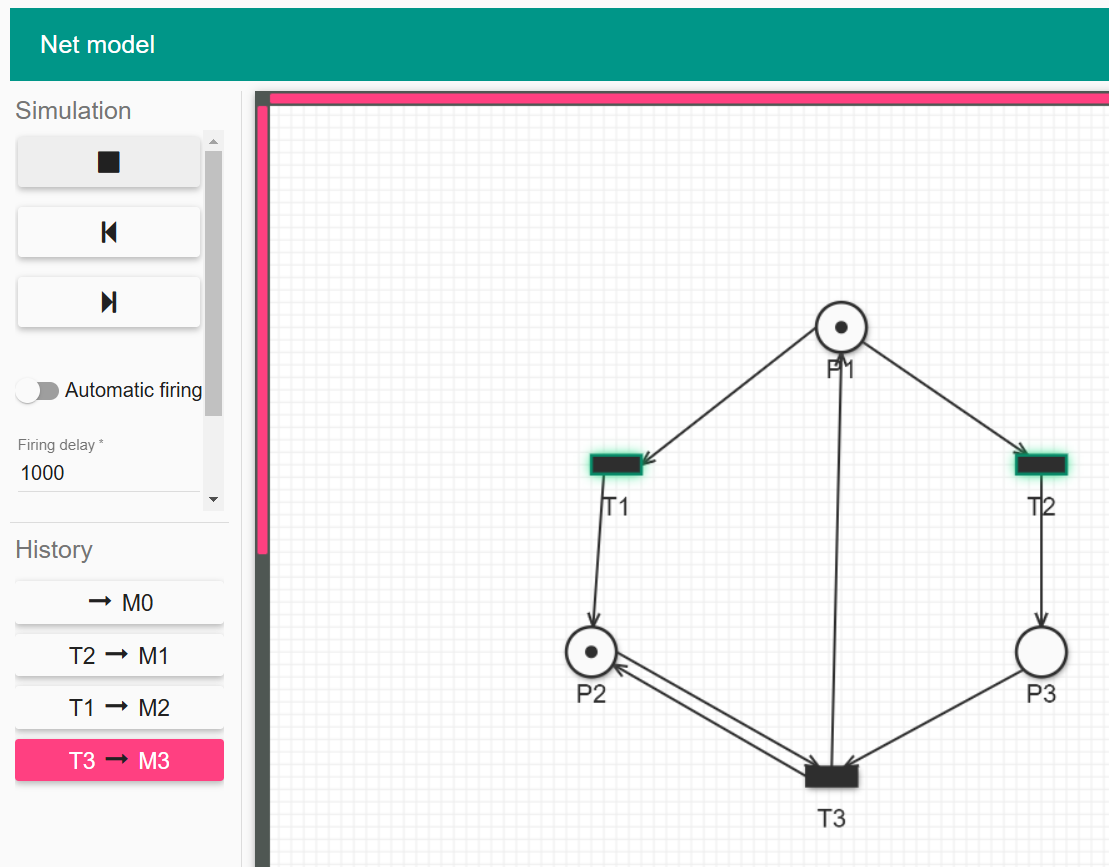 Net model
Simulation
Automatic firing
Firing delay *
1000
History
→ M0
T2 → M1
T1 → M2
T3 → M3
P1
T1
T2
P2
P3
T3